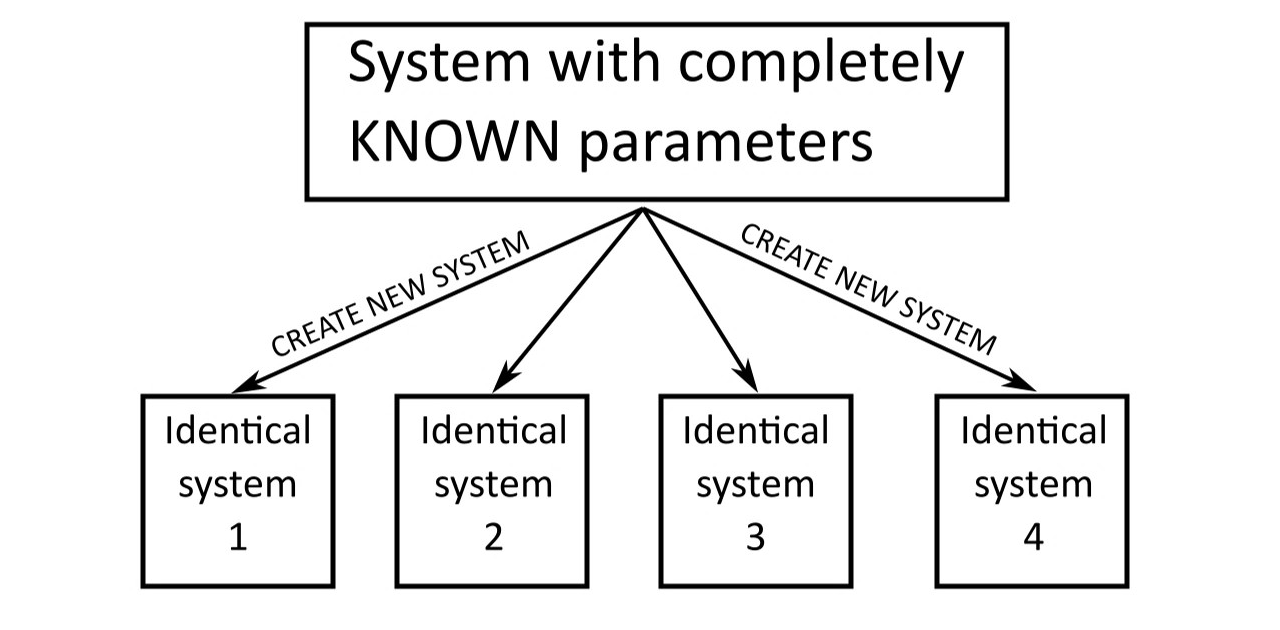 System with completely
KNOWN parameters
CREATE NEW SYSTEM
CREATE NEW SYSTEM
Identical
system
1
Identical
system
2
Identical
system
3
Identical
system
4